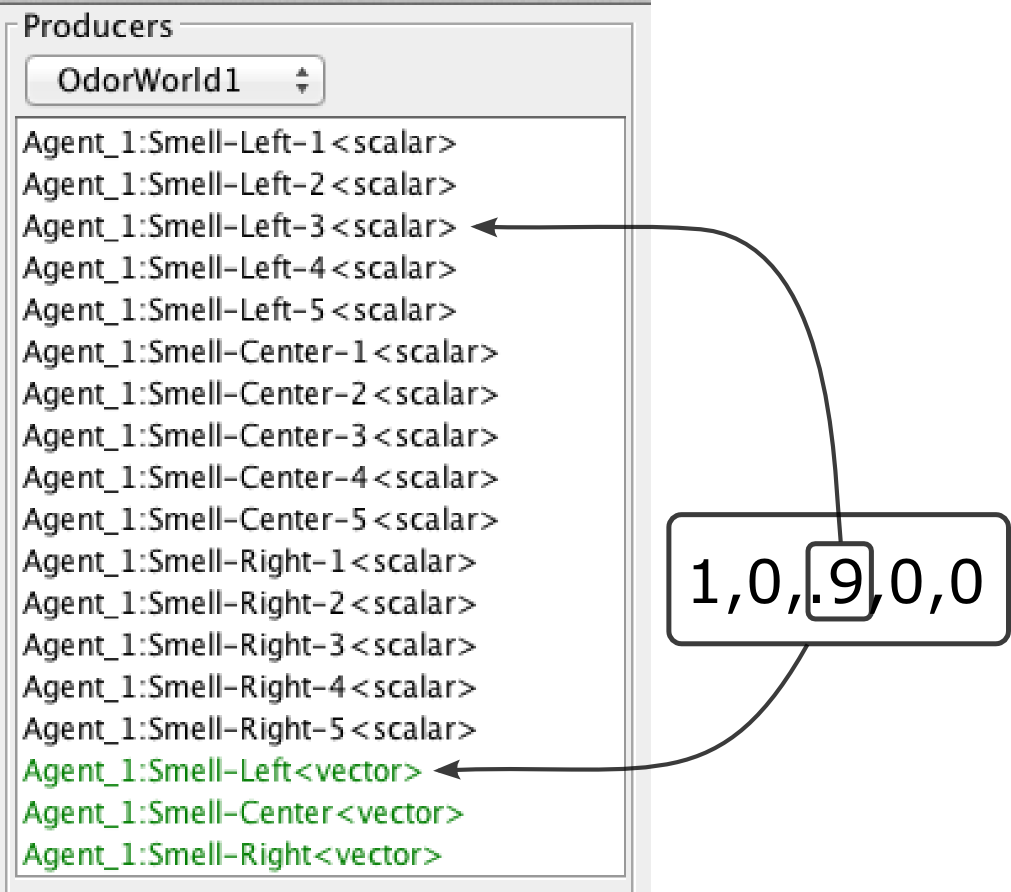 Producers
OdorWorld1
Agent_1:Smell-Left-1<scalar>
Agent_1:Smell-Left-2<scalar>
Agent_1:Smell-Left-3<scalar>
Agent_1:Smell-Left-4<scalar>
Agent_1:Smell-Left-5<scalar>
Agent_1:Smell-Center-1<scalar>
Agent_1:Smell-Center-2<scalar>
Agent_1:Smell-Center-3<scalar>
Agent_1:Smell-Center-4<scalar>
Agent_1:Smell-Center-5<scalar>
Agent_1:Smell-Right-1<scalar>
Agent_1:Smell-Right-2<scalar>
Agent_1:Smell-Right-3<scalar>
Agent_1:Smell-Right-4<scalar>
Agent_1:Smell-Right-5<scalar>
Agent_1:Smell-Left<vector>
Agent_1:Smell-Center<vector>
Agent_1:Smell-Right<vector>
1,0,.9,0,0